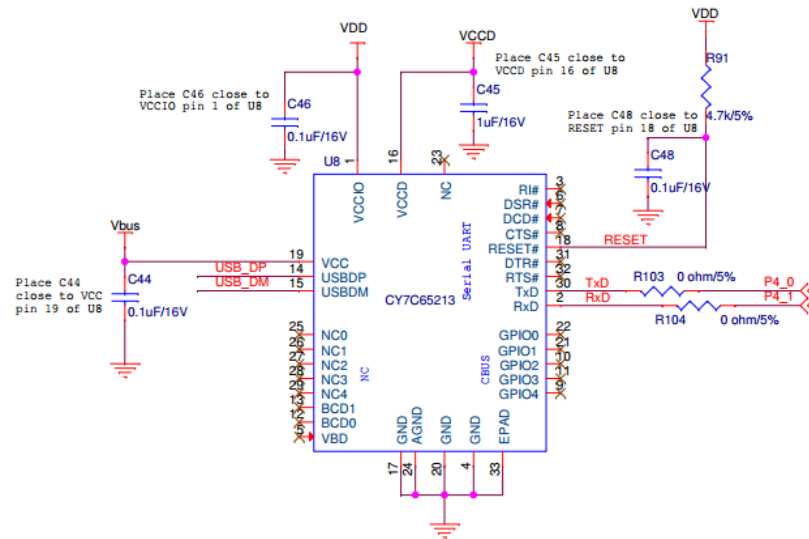 VDD
VDD
VCCD
Place C46 close to
VCCIO pin 1 of U8
C46
0.1uF/16V
Place C45 close to
VCCD pin 16 of U8
C45
1uF/16V
R91
4.7k/5%
Place C48 close to
RESET pin 18 of U8
C48
0.1uF/16V
U8
1
16
23
VCCIO
VCCD
NC
Vbus
Place C44
close to VCC
pin 19 of U8
C44
0.1uF/16V
USB_DP
USB_DM
19
14
15
VCC
USBDP
USBDM
CY7C65213
Serial UART
25
26
27
28
29
13
12
5
NC0
NC1
NC2
NC3
NC4
BCD1
BCD0
VBD
NC
CBUS
RI#
DSR#
DCD#
CTS#
RESET#
DTR#
RTS#
TxD
RxD
3
6
7
8
18
31
32
30
2
RESET
TxD
RxD
R103
0 ohm/5%
P4_0
R104
0 ohm/5%
P4_1
GPIO0
GPIO1
GPIO2
GPIO3
GPIO4
22
21
10
11
9
GND
AGND
GND
GND
EPAD
17
24
20
4
33